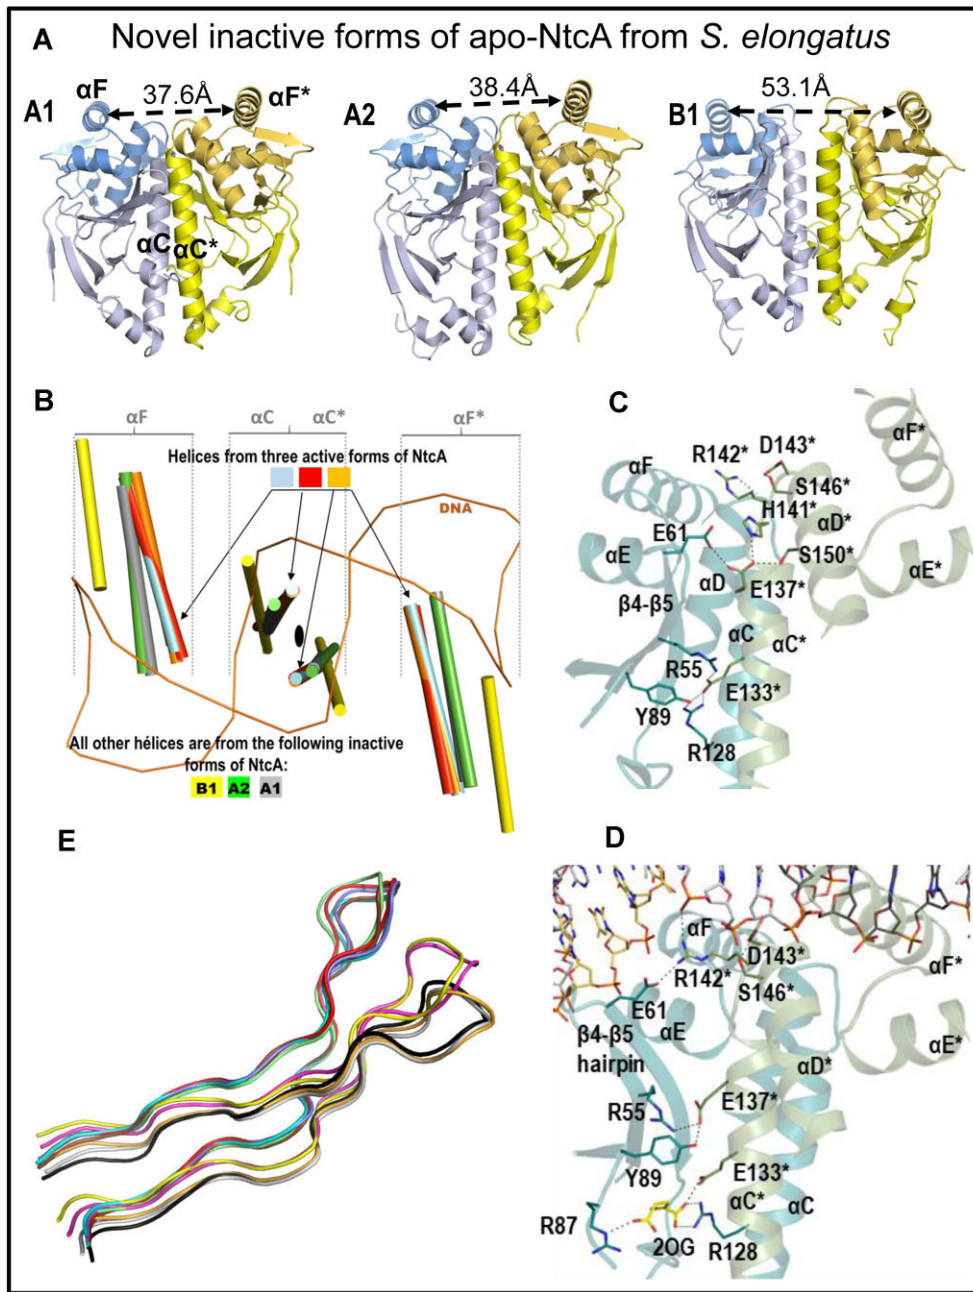 A
Novel inactive forms of apo-NtcA from S. elongatus
A1
αF
37.6Å
αF*
αC
αC*
A2
38.4Å
B1
53.1Å
B
αF
αC
αC*
αF*
Helices from three active forms of NtcA
DNA
All other hélices are from the following inactive
forms of NtcA:
B1 A2 A1
C
αF*
D143*
R142*
αF
S146*
H141*
αD*
E61
αE
S150*
αE*
αD
E137*
β4-β5
αC
αC*
R55
E133*
Y89
R128
E
D
αF
D143*
αF*
R142*
S146*
E61
αE
β4-β5
hairpin
αE*
αD*
E137*
R55
Y89
E133*
αC*
αC
R87
2OG
R128